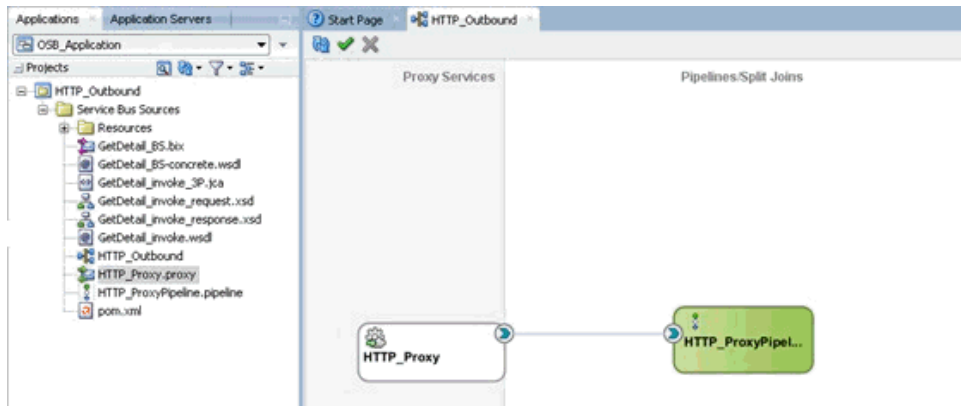 Applications
Application Servers
OSB_Application
Projects
HTTP_Outbound
Service Bus Sources
Resources
GetDetail_BS.bix
GetDetail_BS-concrete.wsdl
GetDetail_invoke_3P.jca
GetDetail_invoke_request.xsd
GetDetail_invoke_response.xsd
GetDetail_invoke.wsdl
HTTP_Outbound
HTTP_Proxy.proxy
HTTP_ProxyPipeline.pipeline
pom.xml
Start Page
HTTP_Outbound
Proxy Services
Pipelines/Split Joins
HTTP_Proxy
HTTP_ProxyPipel...